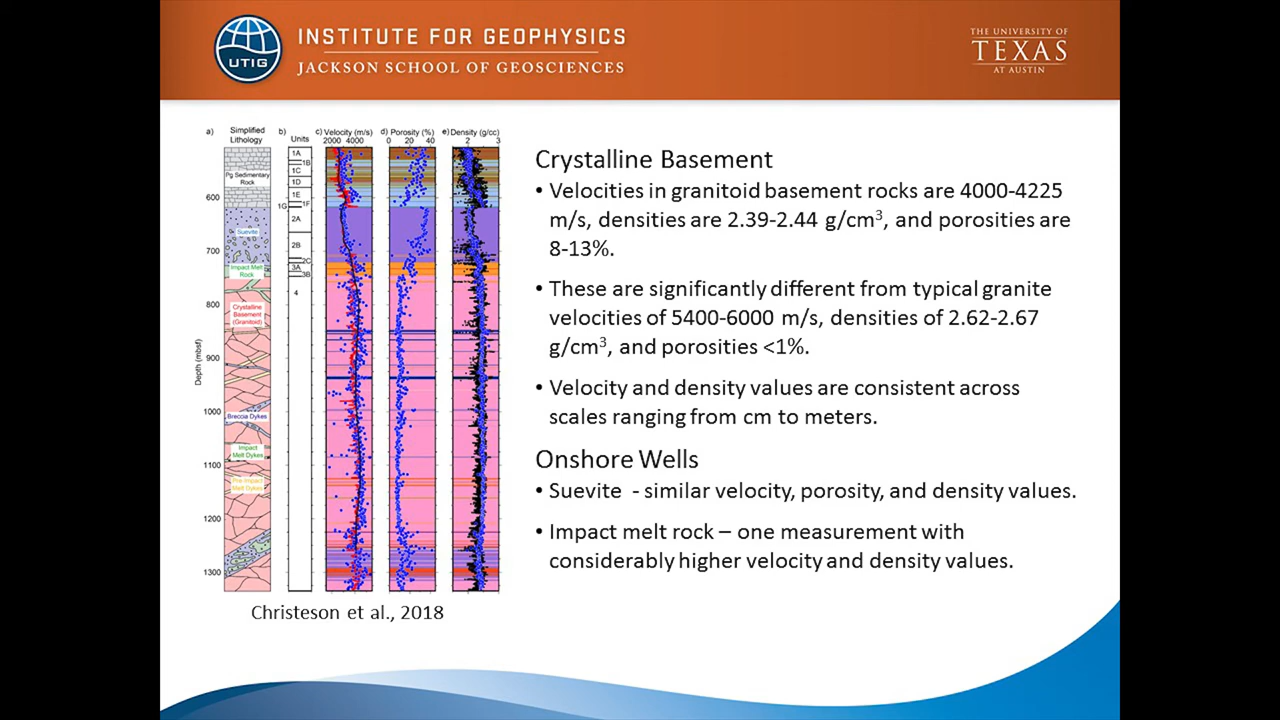 UTIG
INSTITUTE FOR GEOPHYSICS
JACKSON SCHOOL OF GEOSCIENCES
THE UNIVERSITY OF
TEXAS
AT AUSTIN
a) Simplified Lithology
b) Units
c) Velocity (m/s)
2000 4000
d) Porosity (%)
0 20 40
e) Density (g/cc)
2 3
Depth (mbsf)
600
700
800
900
1000
1100
1200
1300
Pg Sedimentary
Rock
Suevite
Impact Melt
Rock
Crystalline
Basement
(Granitoid)
Breccia Dykes
Impact
Melt Dykes
Pre Impact
Melt Dykes
1A
1B
1C
1D
1E
1F
1G
2A
2B
2C
3A
3B
4
Christeson et al., 2018
Crystalline Basement
• Velocities in granitoid basement rocks are 4000-4225
m/s, densities are 2.39-2.44 g/cm³, and porosities are
8-13%.
• These are significantly different from typical granite
velocities of 5400-6000 m/s, densities of 2.62-2.67
g/cm³, and porosities <1%.
• Velocity and density values are consistent across
scales ranging from cm to meters.
Onshore Wells
• Suevite - similar velocity, porosity, and density values.
• Impact melt rock – one measurement with
considerably higher velocity and density values.